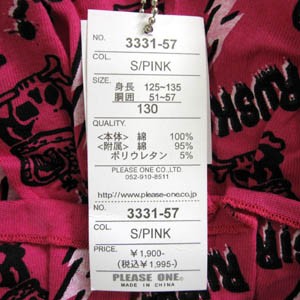 NO. 3331-57
COL. S/PINK
SIZE.
身長 125~135
胴囲 51~57
130
QUALITY.
<本体> 綿 100%
<附属> 綿 95%
ポリウレタン 5%
PLEASE ONE CO.,LTD.
052-910-8511
http://www.please-one.co.jp
NO. 3331-57
COL. S/PINK
PRICE. ¥1,900-
(税込¥1,995-)
PLEASE ONE.